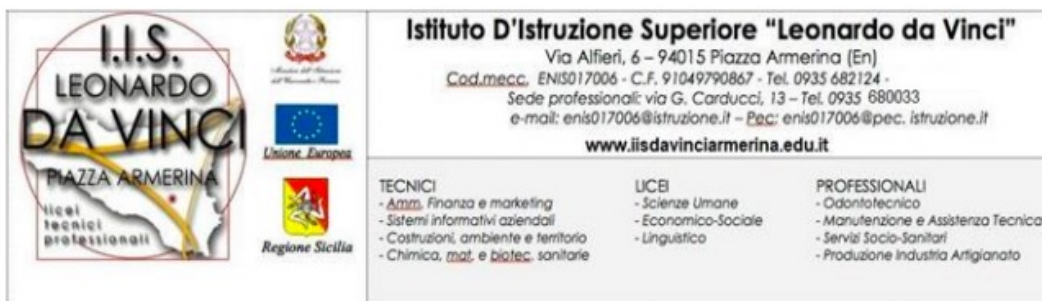 I.I.S.
LEONARDO
DA VINCI
PIAZZA ARMERINA
licei
tecnici
professionali
Unione Europea
Regione Sicilia
Istituto D'Istruzione Superiore “Leonardo da Vinci”
Via Alfieri, 6 – 94015 Piazza Armerina (En)
Cod.mecc. ENIS017006 - C.F. 91049790867 - Tel. 0935 682124 -
Sede professionali: via G. Carducci, 13 – Tel. 0935 680033
e-mail: enis017006@istruzione.it – Pec: enis017006@pec. istruzione.it
www.iisdavinciarmerina.edu.it
TECNICI
- Amm. Finanza e marketing
- Sistemi informativi aziendali
- Costruzioni, ambiente e territorio
- Chimica, mat. e biotec. sanitarie
LICEI
- Scienze Umane
- Economico-Sociale
- Linguistico
PROFESSIONALI
- Odontotecnico
- Manutenzione e Assistenza Tecnica
- Servizi Socio-Sanitari
- Produzione Industria Artigianato